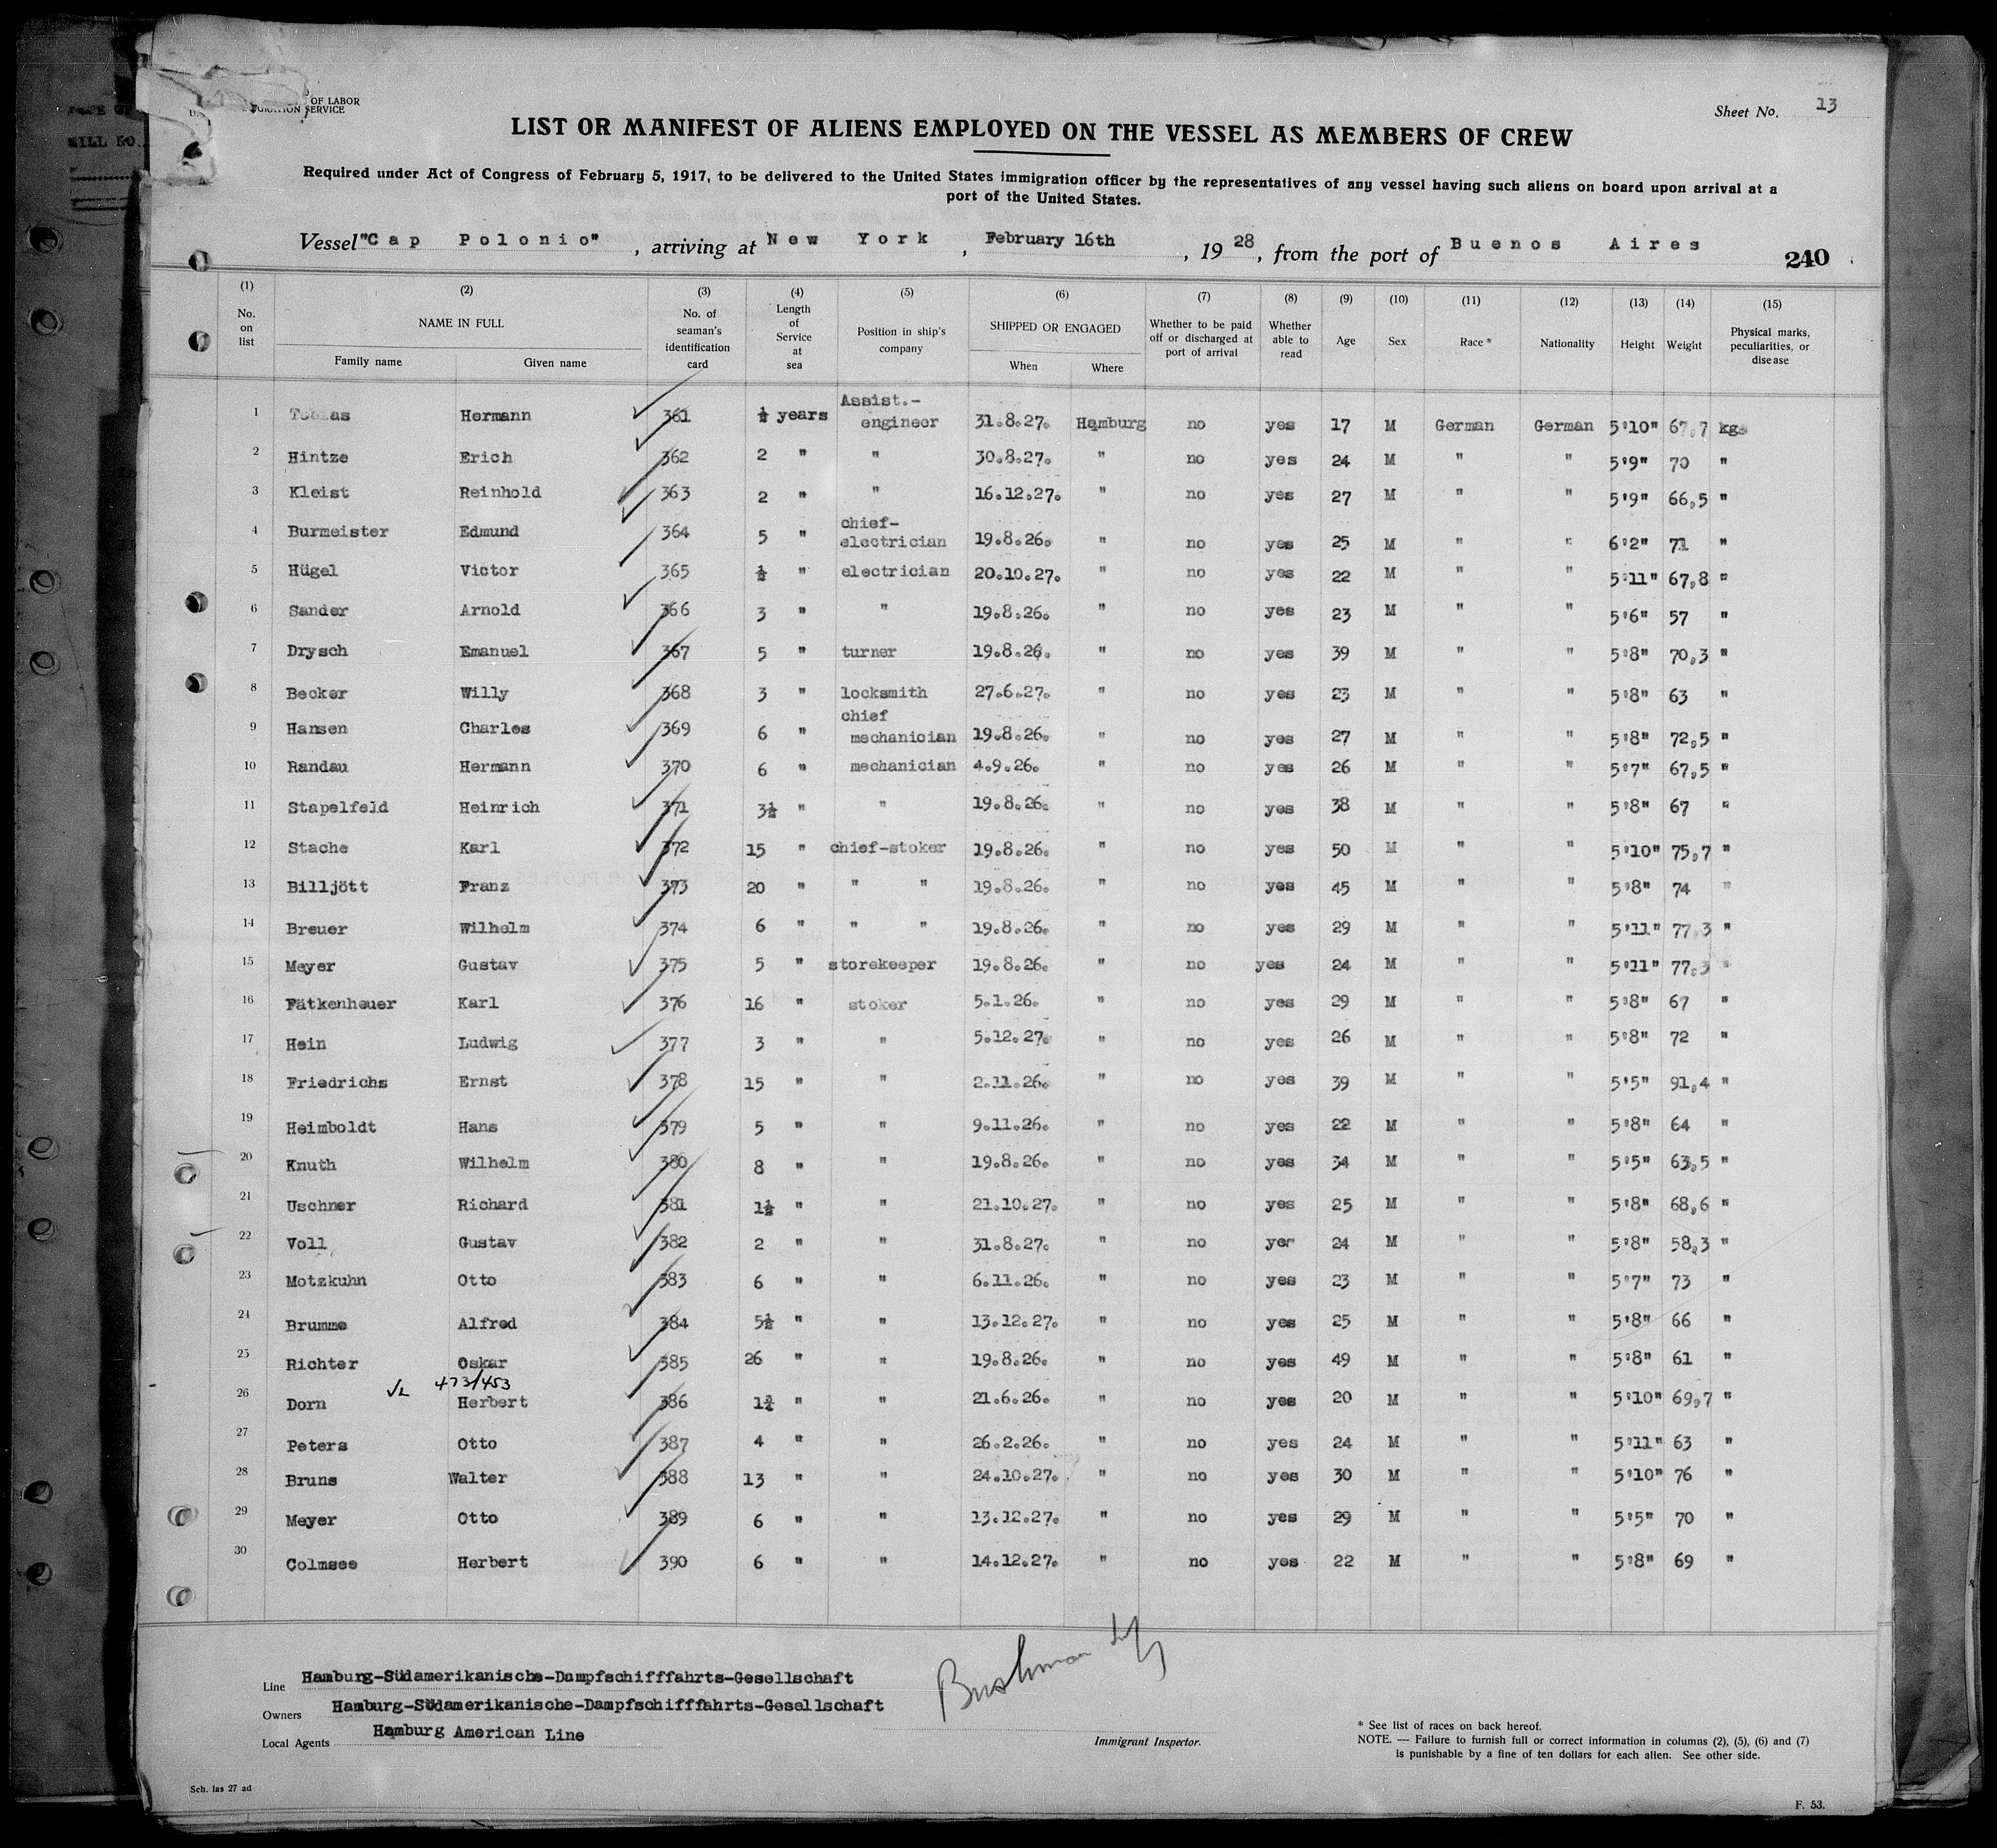 OF LABOR
SERVICE
Sheet No. 13
LIST OR MANIFEST OF ALIENS EMPLOYED ON THE VESSEL AS MEMBERS OF CREW
Required under Act of Congress of February 5, 1917, to be delivered to the United States immigration officer by the representatives of any vessel having such aliens on board upon arrival at a
port of the United States.
Vessel "Cap Polonio", arriving at New York, February 16th, 1928, from the port of Buenos Aires 240
(1) (2) (3) (4) (5) (6) (7) (8) (9) (10) (11) (12) (13) (14) (15)
No. on list NAME IN FULL Family name Given name No. of seaman's identification card Length of Service at sea Position in ship's company SHIPPED OR ENGAGED When Where Whether to be paid off or discharged at port of arrival Whether able to read Age Sex Race* Nationality Height Weight Physical marks, peculiarities, or disease
1 Tobias Hermann 361 ½ years Assist.-engineer 31.8.27. Hamburg no yes 17 M German German 5'10" 67,7 kg.
2 Hintze Erich 362 2 " " 30.8.27. " no yes 24 M " " 5'9" 70 "
3 Kleist Reinhold 363 2 " " 16.12.27. " no yes 27 M " " 5'9" 66,5 "
4 Burmeister Edmund 364 5 " chief-electrician 19.8.26. " no yes 25 M " " 6'2" 71 "
5 Hügel Victor 365 ½ " electrician 20.10.27. " no yes 22 M " " 5'11" 67,8 "
6 Sander Arnold 366 3 " " 19.8.26. " no yes 23 M " " 5'6" 57 "
7 Drysch Emanuel 367 5 " turner 19.8.26. " no yes 39 M " " 5'8" 70,3 "
8 Becker Willy 368 3 " locksmith 27.6.27. " no yes 23 M " " 5'8" 63 "
9 Hansen Charles 369 6 " chief mechanician 19.8.26. " no yes 27 M " " 5'8" 72,5 "
10 Randau Hermann 370 6 " mechanician 4.9.26. " no yes 26 M " " 5'7" 67,5 "
11 Stapelfeld Heinrich 371 3½ " " 19.8.26. " no yes 38 M " " 5'8" 67 "
12 Stache Karl 372 15 " chief-stoker 19.8.26. " no yes 50 M " " 5'10" 75,7 "
13 Billjött Franz 373 20 " " " 19.8.26. " no yes 45 M " " 5'8" 74 "
14 Breuer Wilhelm 374 6 " " " 19.8.26. " no yes 29 M " " 5'11" 77,3 "
15 Meyer Gustav 375 5 " storekeeper 19.8.26. " no yes 24 M " " 5'11" 77,3 "
16 Fätkenheuer Karl 376 16 " stoker 5.1.26. " no yes 29 M " " 5'8" 67 "
17 Hein Ludwig 377 3 " " 5.12.27. " no yes 26 M " " 5'8" 72 "
18 Friedrichs Ernst 378 15 " " 2.11.26. " no yes 39 M " " 5'5" 91,4 "
19 Heimboldt Hans 379 5 " " 9.11.26. " no yes 22 M " " 5'8" 64 "
20 Knuth Wilhelm 380 8 " " 19.8.26. " no yes 34 M " " 5'5" 63,5 "
21 Uschner Richard 381 1½ " " 21.10.27. " no yes 25 M " " 5'8" 68,6 "
22 Voll Gustav 382 2 " " 31.8.27. " no yes 24 M " " 5'8" 58,3 "
23 Motzkuhn Otto 383 6 " " 6.11.26. " no yes 23 M " " 5'7" 73 "
24 Brumme Alfred 384 5½ " " 13.12.27. " no yes 25 M " " 5'8" 66 "
25 Richter Oskar 385 26 " " 19.8.26. " no yes 49 M " " 5'8" 61 "
473/453
26 Dorn Herbert 386 " " 21.6.26. " no yes 20 M " " 5'10" 69,7 "
27 Peters Otto 387 4 " " 26.2.26. " no yes 24 M " " 5'11" 63 "
28 Bruns Walter 388 13 " " 24.10.27. " no yes 30 M " " 5'10" 76 "
29 Meyer Otto 389 6 " " 13.12.27. " no yes 29 M " " 5'5" 70 "
30 Colmsee Herbert 390 6 " " 14.12.27. " no yes 22 M " " 5'8" 69 "
Line Hamburg-Südamerikanische-Dampfschifffahrts-Gesellschaft
Owners Hamburg-Südamerikanische-Dampfschifffahrts-Gesellschaft
Local Agents Hamburg American Line
Bushman
Immigrant Inspector.
* See list of races on back hereof.
NOTE. — Failure to furnish full or correct information in columns (2), (5), (6) and (7)
is punishable by a fine of ten dollars for each alien. See other side.
Sch. las 27 ad
F. 53.